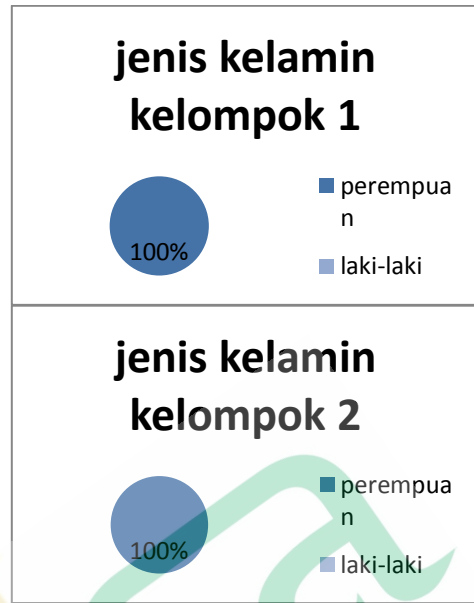 jenis kelamin
kelompok 1
100%
perempua
n
laki-laki
jenis kelamin
kelompok 2
100%
perempua
n
laki-laki